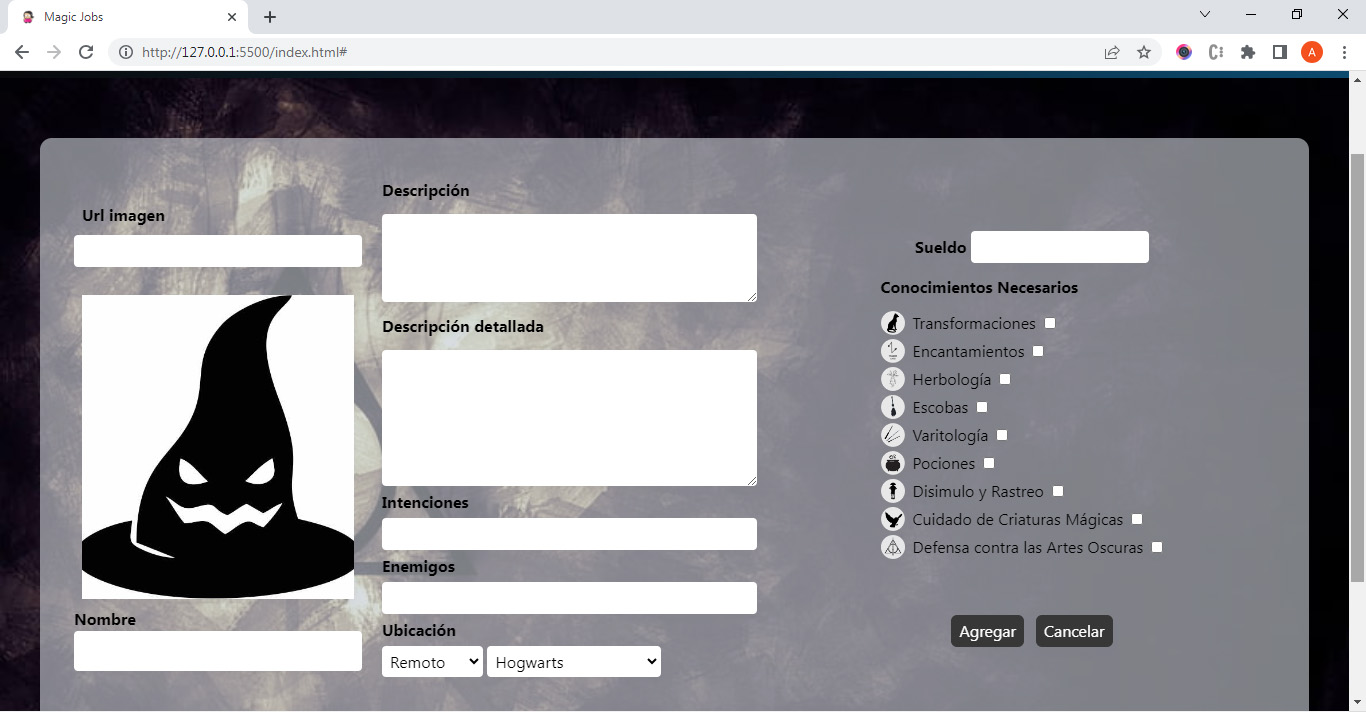 Magic Jobs
http://127.0.0.1:5500/index.html#
A
Url imagen
Nombre
Descripción
Descripción detallada
Intenciones
Enemigos
Ubicación
Remoto Hogwarts
Sueldo
Conocimientos Necesarios
Transformaciones
Encantamientos
Herbología
Escobas
Varitología
Pociones
Disimulo y Rastreo
Cuidado de Criaturas Mágicas
Defensa contra las Artes Oscuras
Agregar Cancelar